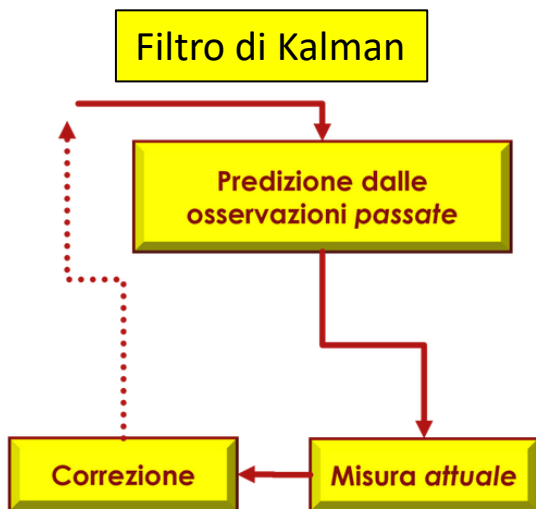 Filtro di Kalman
Predizione dalle
osservazioni passate
Correzione
Misura attuale